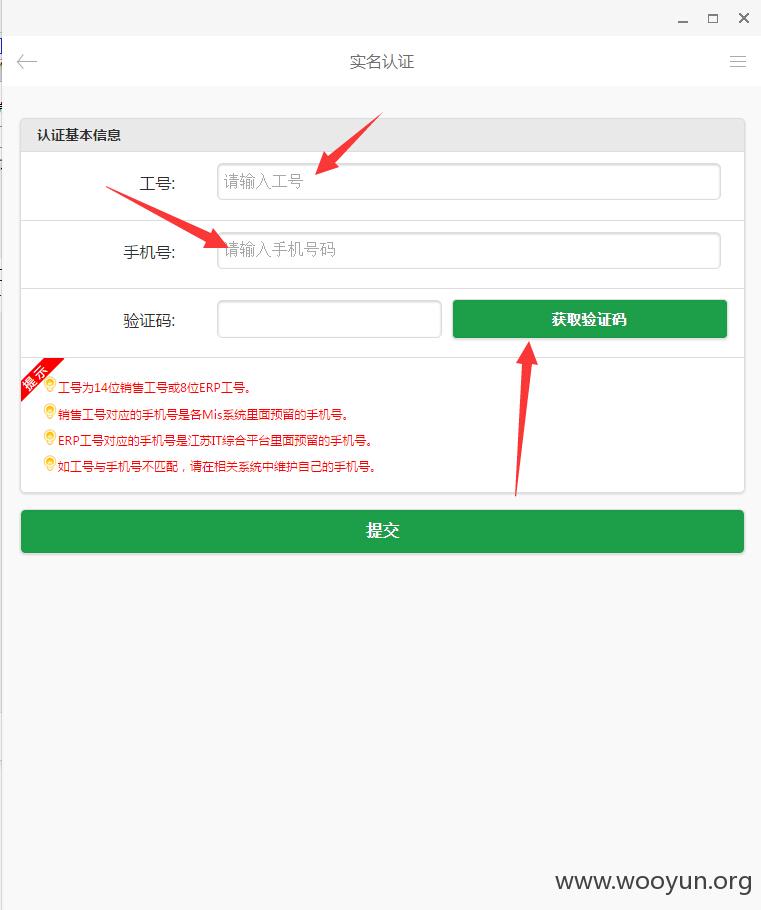 实名认证
认证基本信息
工号:
请输入工号
手机号:
请输入手机号码
验证码:
获取验证码
提示
工号为14位销售工号或8位ERP工号。
销售工号对应的手机号是各Mis系统里面预留的手机号。
ERP工号对应的手机号是江苏IT综合平台里面预留的手机号。
如工号与手机号不匹配，请在相关系统中维护自己的手机号。
提交
www.wooyun.org